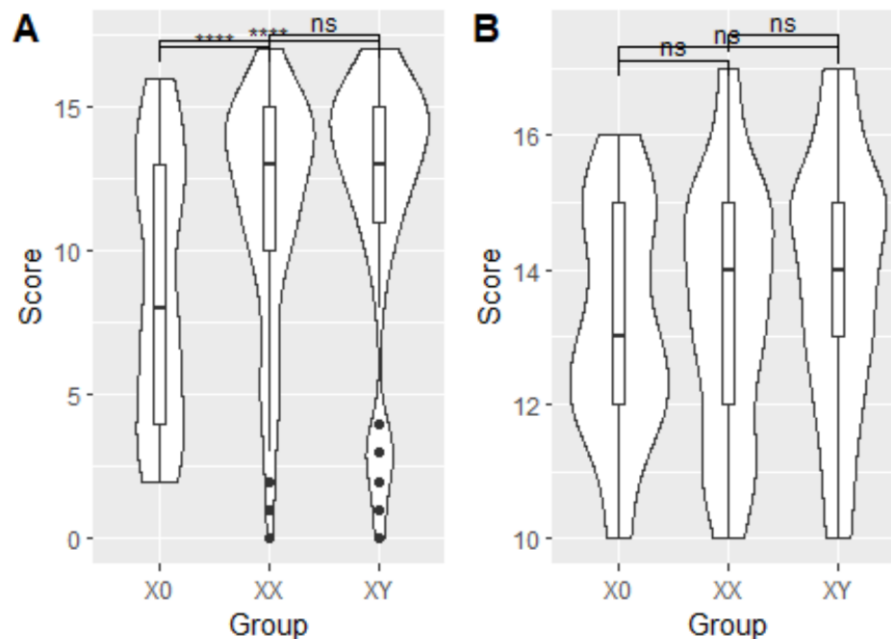 A
**** **** ns
Score
15
10
5
0
X0 XX XY
Group
B
ns ns ns
Score
16
14
12
10
X0 XX XY
Group